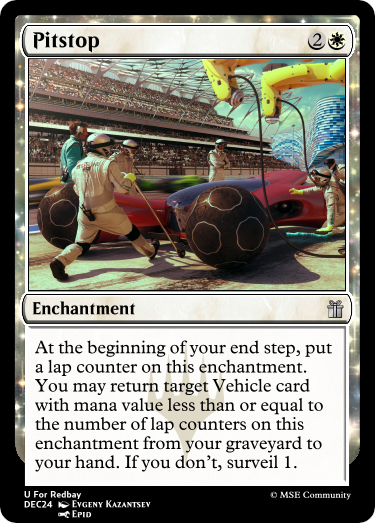 Pitstop 2
Enchantment
At the beginning of your end step, put
a lap counter on this enchantment.
You may return target Vehicle card
with mana value less than or equal to
the number of lap counters on this
enchantment from your graveyard to
your hand. If you don't, surveil 1.
U For Redbay
DEC24 Evgeny Kazantsev
© MSE Community
Epid